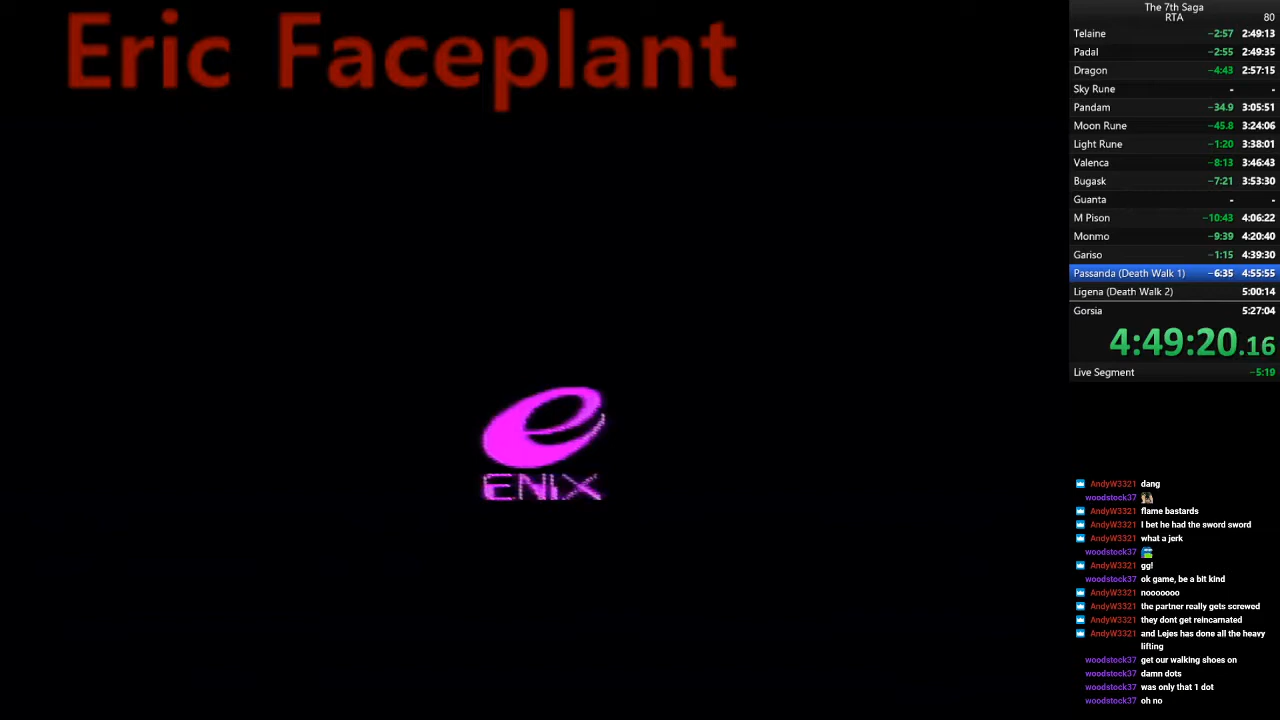 Eric Faceplant
ENIX
The 7th Saga
RTA 80
Telaine -2:57 2:49:13
Padal -2:55 2:49:35
Dragon -4:43 2:57:15
Sky Rune - -
Pandam -34.9 3:05:51
Moon Rune -45.8 3:24:06
Light Rune -1:20 3:38:01
Valenca -8:13 3:46:43
Bugask -7:21 3:53:30
Guanta - -
M Pison -10:43 4:06:22
Monmo -9:39 4:20:40
Gariso -1:15 4:39:30
Passanda (Death Walk 1) -6:35 4:55:55
Ligena (Death Walk 2) 5:00:14
Gorsia 5:27:04
4:49:20.16
Live Segment -5:19
AndyW3321 dang
woodstock37
AndyW3321 flame bastards
AndyW3321 I bet he had the sword sword
AndyW3321 what a jerk
woodstock37
AndyW3321 gg!
woodstock37 ok game, be a bit kind
AndyW3321 nooooooo
AndyW3321 the partner really gets screwed
AndyW3321 they dont get reincarnated
AndyW3321 and Lejes has done all the heavy
lifting
woodstock37 get our walking shoes on
woodstock37 damn dots
woodstock37 was only that 1 dot
woodstock37 oh no